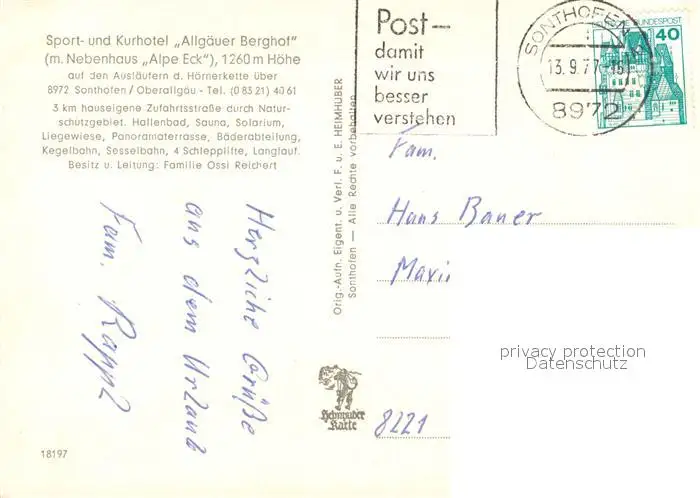 Sport- und Kurhotel „Allgäuer Berghof"
(m. Nebenhaus „Alpe Eck"), 1260 m Höhe
auf den Ausläufern d. Hörnerkette über
8972 Sonthofen / Oberallgäu - Tel. (0 83 21) 40 61
3 km hauseigene Zufahrtsstraße durch Natur-
schutzgebiet. Hallenbad, Sauna, Solarium,
Liegewiese, Panoramaterrasse, Bäderabteilung,
Kegelbahn, Sesselbahn, 4 Schlepplifte, Langlauf.
Besitz u. Leitung: Familie Ossi Reichert
Herzliche Grüße
aus dem Urlaub
Fam.
18197
Orig.-Aufn. Eigent. u. Verl. F. u. E. HEIMHUBER
Sonthofen — Alle Rechte vorbehalten
Heimhuber
Karte
Post –
damit
wir uns
besser
verstehen
SONTHOFEN
13.9.77-15
8972
BUNDESPOST
40
Fam.
Hans Bauer
8221
privacy protection
Datenschutz